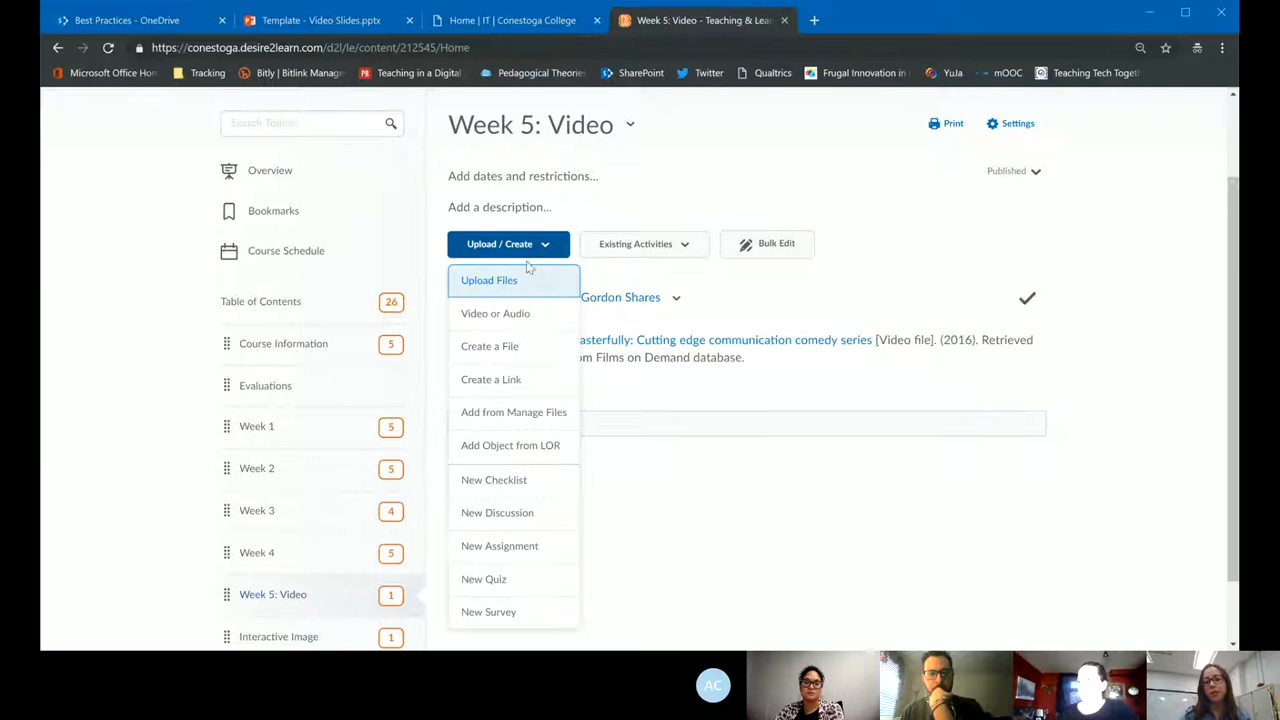 Best Practices - OneDrive
Template - Video Slides.pptx
Home | IT | Conestoga College
Week 5: Video - Teaching & Lear
https://conestoga.desire2learn.com/d2l/le/content/212545/Home
Microsoft Office Hom
Tracking
Bitly | Bitlink Manage
Teaching in a Digital
Pedagogical Theories
SharePoint
Twitter
Qualtrics
Frugal Innovation in
YuJa
mOOC
Teaching Tech Togeth
Search Topics
Overview
Bookmarks
Course Schedule
Table of Contents 26
Course Information 5
Evaluations
Week 1 5
Week 2 5
Week 3 4
Week 4 5
Week 5: Video 1
Interactive Image 1
Week 5: Video
Print
Settings
Add dates and restrictions...
Published
Add a description...
Upload / Create
Existing Activities
Bulk Edit
Upload Files
Video or Audio
Create a File
Create a Link
Add from Manage Files
Add Object from LOR
New Checklist
New Discussion
New Assignment
New Quiz
New Survey
Gordon Shares
asterfully: Cutting edge communication comedy series [Video file]. (2016). Retrieved
om Films on Demand database.
AC